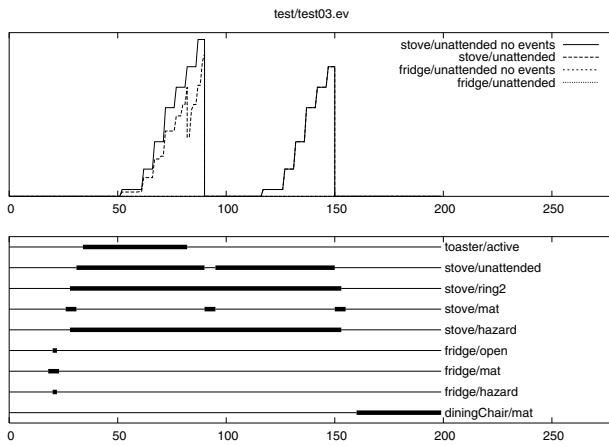 test/test03.ev
stove/unattended no events
stove/unattended
fridge/unattended no events
fridge/unattended
0 50 100 150 200 250
toaster/active
stove/unattended
stove/ring2
stove/mat
stove/hazard
fridge/open
fridge/mat
fridge/hazard
diningChair/mat
0 50 100 150 200 250